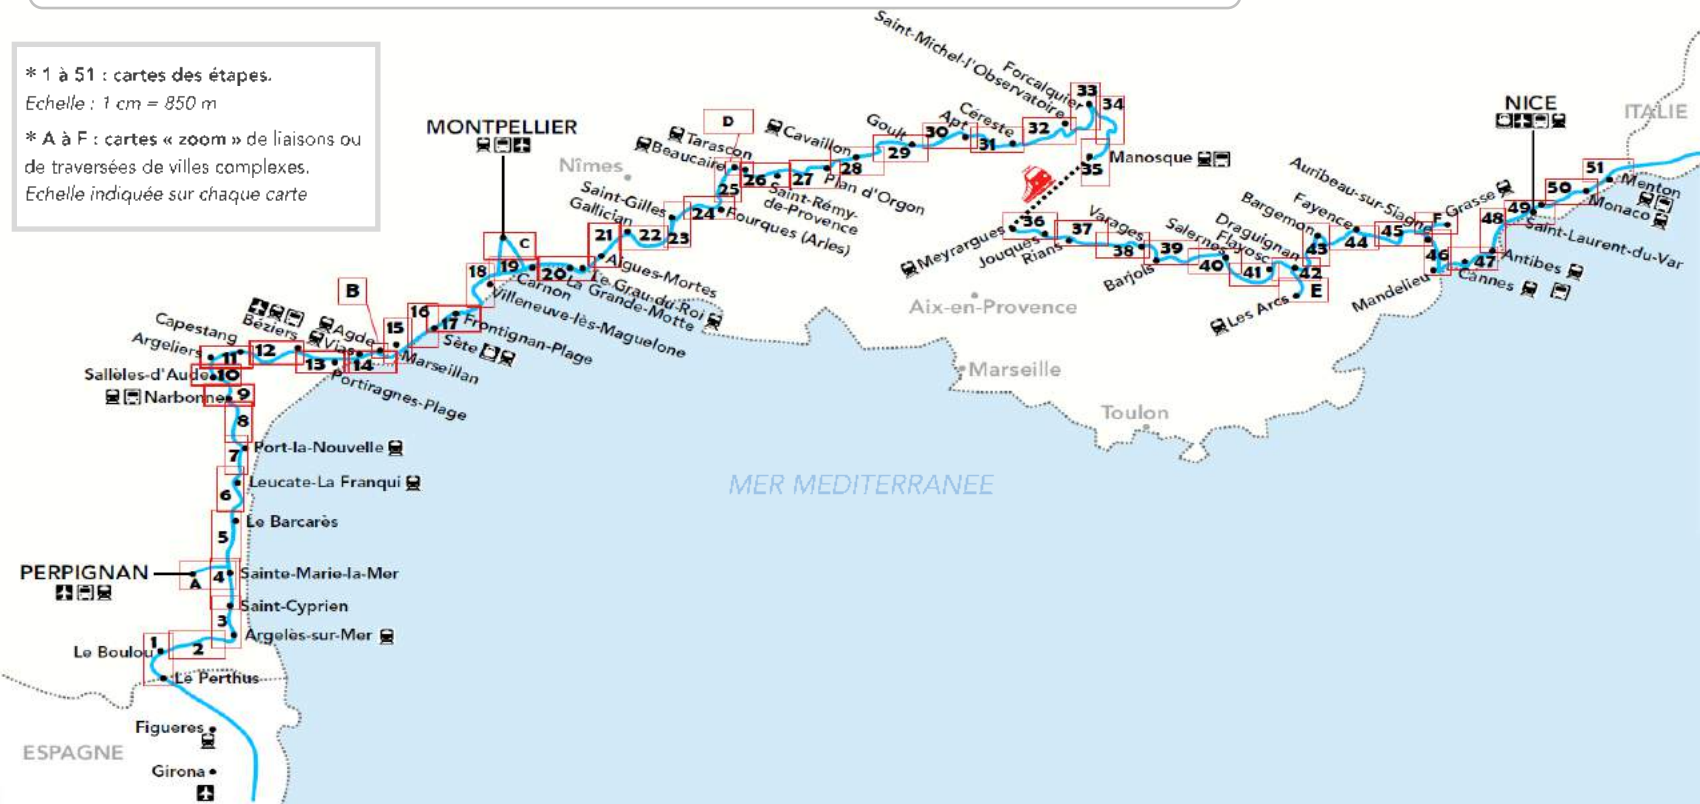 * 1 à 51 : cartes des étapes.
Echelle : 1 cm = 850 m
* A à F : cartes « zoom » de liaisons ou
de traversées de villes complexes.
Echelle indiquée sur chaque carte
Saint-Michel-l'Observatoire
Forcalquier
33
34
Céreste
Apt
Goult
30
31
32
29
28
Cavaillon
D
Tarascon
Beaucaire
MONTPELLIER
Nîmes
Saint-Gilles
Gallician
25
26
27
Plan d'Orgon
Saint-Rémy-
de-Provence
24
Fourques (Arles)
21
22
23
Aigues-Mortes
Le-Grau-du-Roi
La Grande-Motte
Carnon
Villeneuve-lès-Maguelone
C
18
19
20
Manosque
35
36
37
Meyrargues
Jouques
Rians
Varages
38
39
Barjols
Salernes
40
Flayosc
41
Draguignan
42
E
Les Arcs
Bargemon
43
Fayence
44
Auribeau-sur-Siagne
45
F
Grasse
46
Mandelieu
47
Cannes
48
Antibes
49
Saint-Laurent-du-Var
NICE
50
51
Menton
Monaco
ITALIE
Aix-en-Provence
Marseille
Toulon
B
16
17
15
Frontignan-Plage
Sète
Marseillan
14
Agde
Vias
13
Portiragnes-Plage
Béziers
12
Capestang
11
Argeliers
10
Sallèles-d'Aude
9
Narbonne
8
7
Port-la-Nouvelle
6
Leucate-La Franqui
5
Le Barcarès
MER MEDITERRANEE
PERPIGNAN
A
4
Sainte-Marie-la-Mer
Saint-Cyprien
3
Argelès-sur-Mer
1
2
Le Boulou
Le Perthus
Figueres
ESPAGNE
Girona